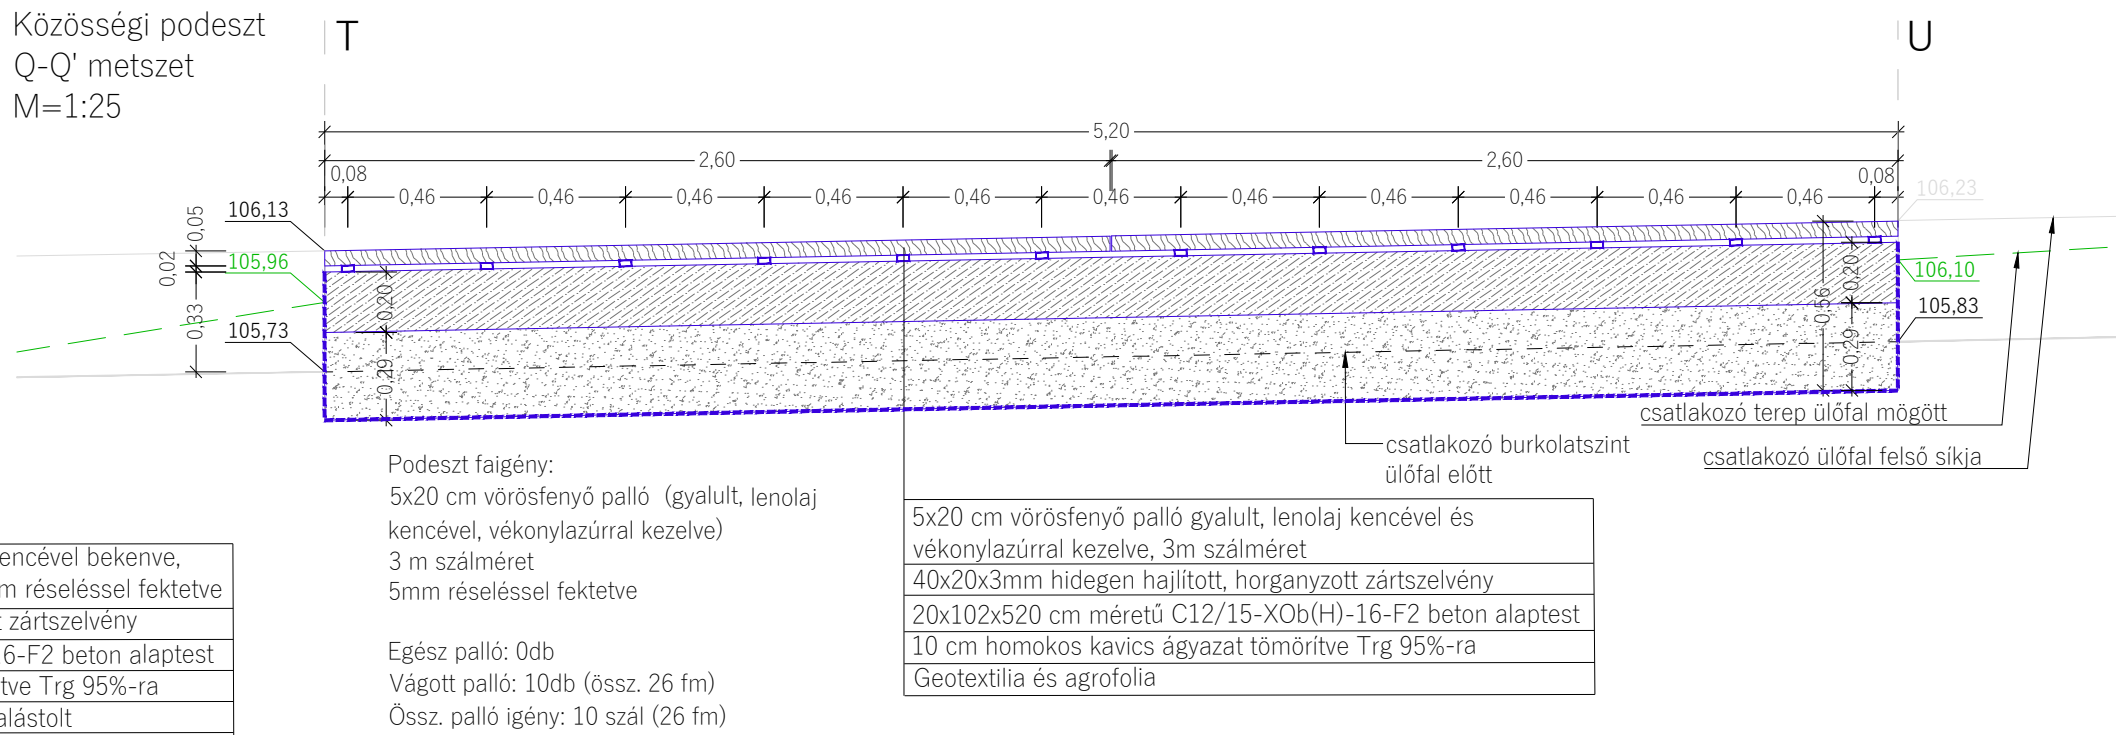 Közösségi podeszt
Q-Q' metszet
M=1:25
T
U
5,20
2,60
2,60
0,08
0,08
0,46
0,46
0,46
0,46
0,46
0,46
0,46
0,46
0,46
0,46
0,46
106,23
0,05
106,13
0,02
105,96
106,10
0,20
0,20
0,56
0,33
105,73
105,83
0,29
0,29
csatlakozó terep ülőfal mögött
csatlakozó burkolatszint
ülőfal előtt
csatlakozó ülőfal felső síkja
Podeszt faigény:
5x20 cm vörösfenyő palló (gyalult, lenolaj
kencével, vékonylazúrral kezelve)
3 m szálméret
5mm réseléssel fektetve
Egész palló: 0db
Vágott palló: 10db (össz. 26 fm)
Össz. palló igény: 10 szál (26 fm)
5x20 cm vörösfenyő palló gyalult, lenolaj kencével és
vékonylazúrral kezelve, 3m szálméret
40x20x3mm hidegen hajlított, horganyzott zártszelvény
20x102x520 cm méretű C12/15-XOb(H)-16-F2 beton alaptest
10 cm homokos kavics ágyazat tömörítve Trg 95%-ra
Geotextilia és agrofolia
encével bekenve,
m réseléssel fektetve
t zártszelvény
6-F2 beton alaptest
tve Trg 95%-ra
alástolt